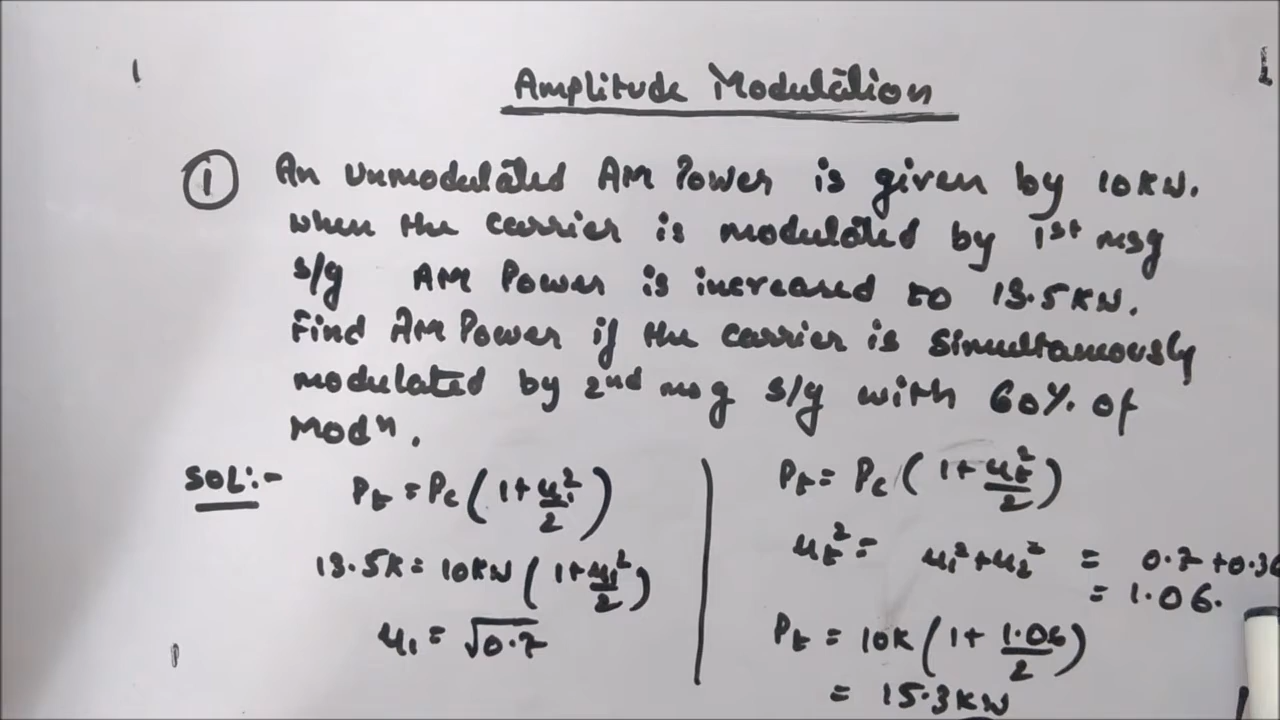 Amplitude Modulation
① An Unmodulated AM Power is given by 10KW.
When the carrier is modulated by 1st msg
s/g AM Power is increased to 13.5KW.
Find AM Power if the carrier is Simultaneously
modulated by 2nd msg s/g with 60% of
Modⁿ.
SOL:-
Pt = Pc (1+μ₁²/2)
13.5K = 10KW (1+μ₁²/2)
μ₁ = √0.7
Pt = Pc (1+μt²/2)
μt² = μ₁²+μ₂² = 0.7+0.36
= 1.06.
Pt = 10K (1+1.06/2)
= 15.3KW